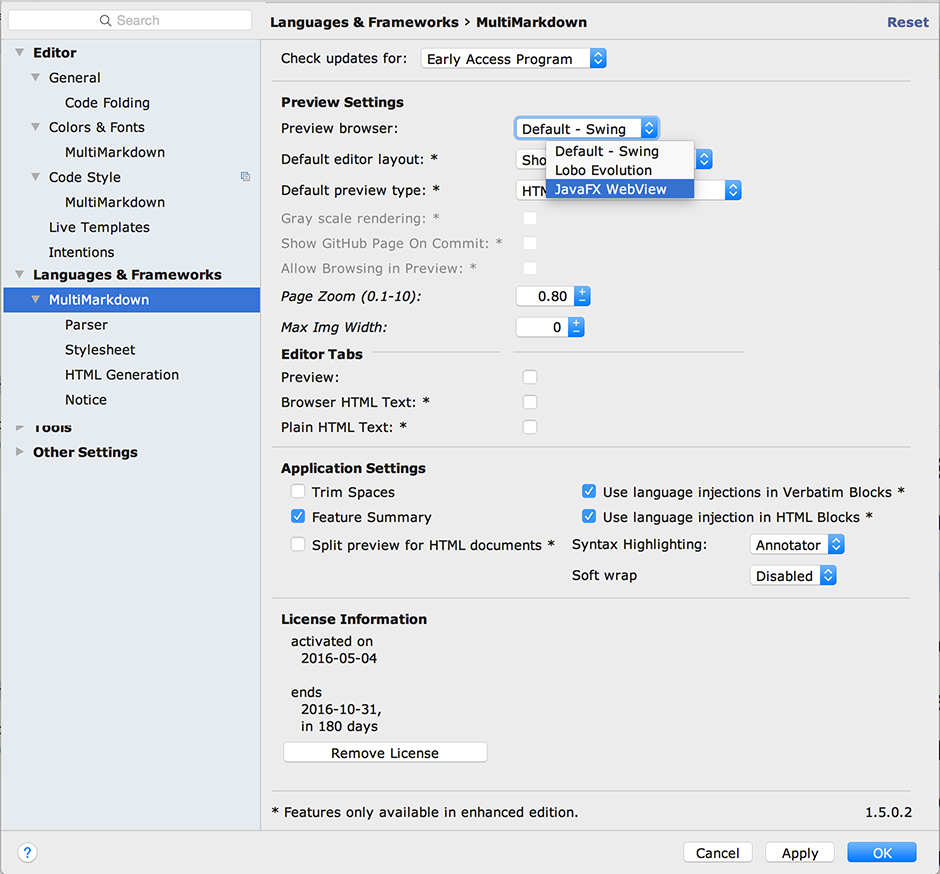 Search
Editor
General
Code Folding
Colors & Fonts
MultiMarkdown
Code Style
MultiMarkdown
Live Templates
Intentions
Languages & Frameworks
MultiMarkdown
Parser
Stylesheet
HTML Generation
Notice
Tools
Other Settings
Languages & Frameworks › MultiMarkdown
Reset
Check updates for: Early Access Program
Preview Settings
Preview browser: Default - Swing
Default - Swing
Lobo Evolution
JavaFX WebView
Default editor layout: * Sho
Default preview type: * HTM
Gray scale rendering: *
Show GitHub Page On Commit: *
Allow Browsing in Preview: *
Page Zoom (0.1-10): 0.80
Max Img Width: 0
Editor Tabs
Preview:
Browser HTML Text: *
Plain HTML Text: *
Application Settings
Trim Spaces
Use language injections in Verbatim Blocks *
Feature Summary
Use language injection in HTML Blocks *
Split preview for HTML documents *
Syntax Highlighting: Annotator
Soft wrap Disabled
License Information
activated on
2016-05-04
ends
2016-10-31,
in 180 days
Remove License
* Features only available in enhanced edition.
1.5.0.2
?
Cancel
Apply
OK